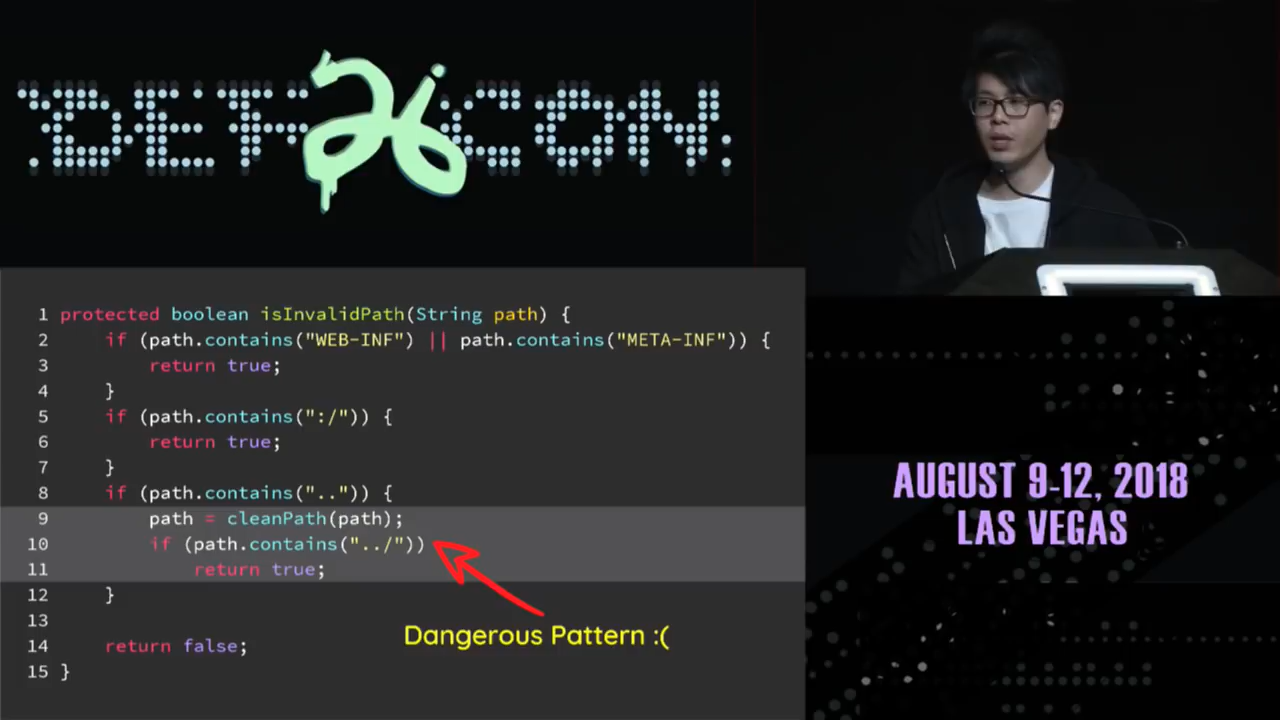 DEF 26 CON
1 protected boolean isInvalidPath(String path) {
2     if (path.contains("WEB-INF") || path.contains("META-INF")) {
3         return true;
4     }
5     if (path.contains(":/")) {
6         return true;
7     }
8     if (path.contains("..")) {
9         path = cleanPath(path);
10         if (path.contains("../"))
11             return true;
12     }
13
14     return false;
15 }
Dangerous Pattern :(
AUGUST 9-12, 2018
LAS VEGAS